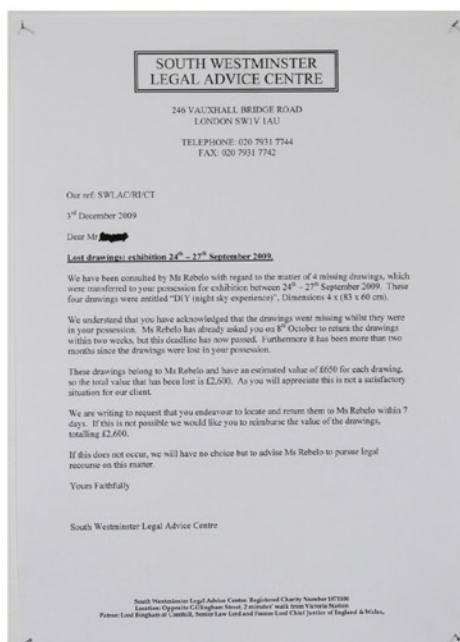 SOUTH WESTMINSTER
LEGAL ADVICE CENTRE
246 VAUXHALL BRIDGE ROAD
LONDON SW1V 1AU
TELEPHONE: 020 7931 7744
FAX: 020 7931 7742
Our ref: SWLAC/RI/CT
3rd December 2009
Dear Mr
Lost drawings: exhibition 24th – 27th September 2009.
We have been consulted by Ms Rebelo with regard to the matter of 4 missing drawings, which
were transferred to your possession for exhibition between 24th – 27th September 2009. These
four drawings were entitled "DIY (night sky experience)", Dimensions 4 x (83 x 60 cm).
We understand that you have acknowledged that the drawings went missing whilst they were
in your possession. Ms Rebelo has already asked you on 8th October to return the drawings
within two weeks, but this deadline has now passed. Furthermore it has been more than two
months since the drawings were lost in your possession.
These drawings belong to Ms Rebelo and have an estimated value of £650 for each drawing,
so the total value that has been lost is £2,600. As you will appreciate this is not a satisfactory
situation for our client.
We are writing to request that you endeavour to locate and return them to Ms Rebelo within 7
days. If this is not possible we would like you to reimburse the value of the drawings,
totalling £2,600.
If this does not occur, we will have no choice but to advise Ms Rebelo to pursue legal
recourse on this matter.
Yours Faithfully
South Westminster Legal Advice Centre
South Westminster Legal Advice Centre. Registered Charity Number
Location: Opposite Gillingham Street, 2 minutes' walk from Victoria Station
Patron: Lord Bingham of Cornhill, Senior Law Lord and Former Lord Chief Justice of England & Wales,